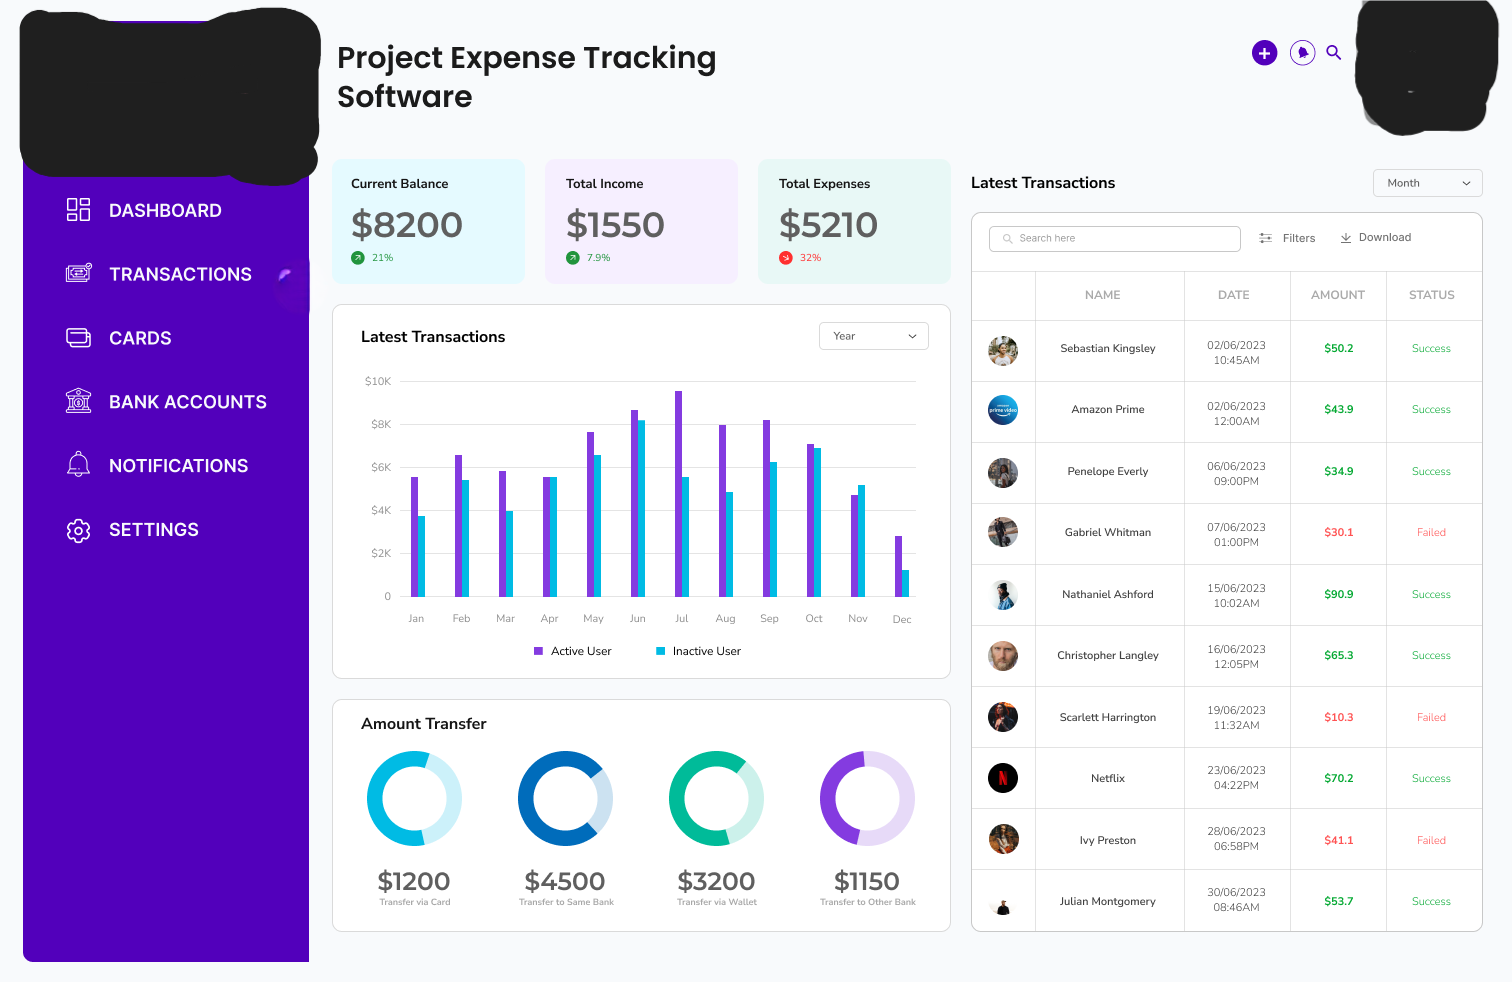 Project Expense Tracking
Software
DASHBOARD
TRANSACTIONS
CARDS
BANK ACCOUNTS
NOTIFICATIONS
SETTINGS
Current Balance
$8200
21%
Total Income
$1550
7.9%
Total Expenses
$5210
32%
Latest Transactions
Year
$10K
$8K
$6K
$4K
$2K
0
Jan Feb Mar Apr May Jun Jul Aug Sep Oct Nov Dec
Active User Inactive User
Amount Transfer
$1200
Transfer via Card
$4500
Transfer to Same Bank
$3200
Transfer via Wallet
$1150
Transfer to Other Bank
Latest Transactions
Month
Search here
Filters
Download
NAME DATE AMOUNT STATUS
Sebastian Kingsley 02/06/2023 10:45AM $50.2 Success
prime video
Amazon Prime 02/06/2023 12:00AM $43.9 Success
Penelope Everly 06/06/2023 09:00PM $34.9 Success
Gabriel Whitman 07/06/2023 01:00PM $30.1 Failed
Nathaniel Ashford 15/06/2023 10:02AM $90.9 Success
Christopher Langley 16/06/2023 12:05PM $65.3 Success
Scarlett Harrington 19/06/2023 11:32AM $10.3 Failed
N
Netflix 23/06/2023 04:22PM $70.2 Success
Ivy Preston 28/06/2023 06:58PM $41.1 Failed
Julian Montgomery 30/06/2023 08:46AM $53.7 Success